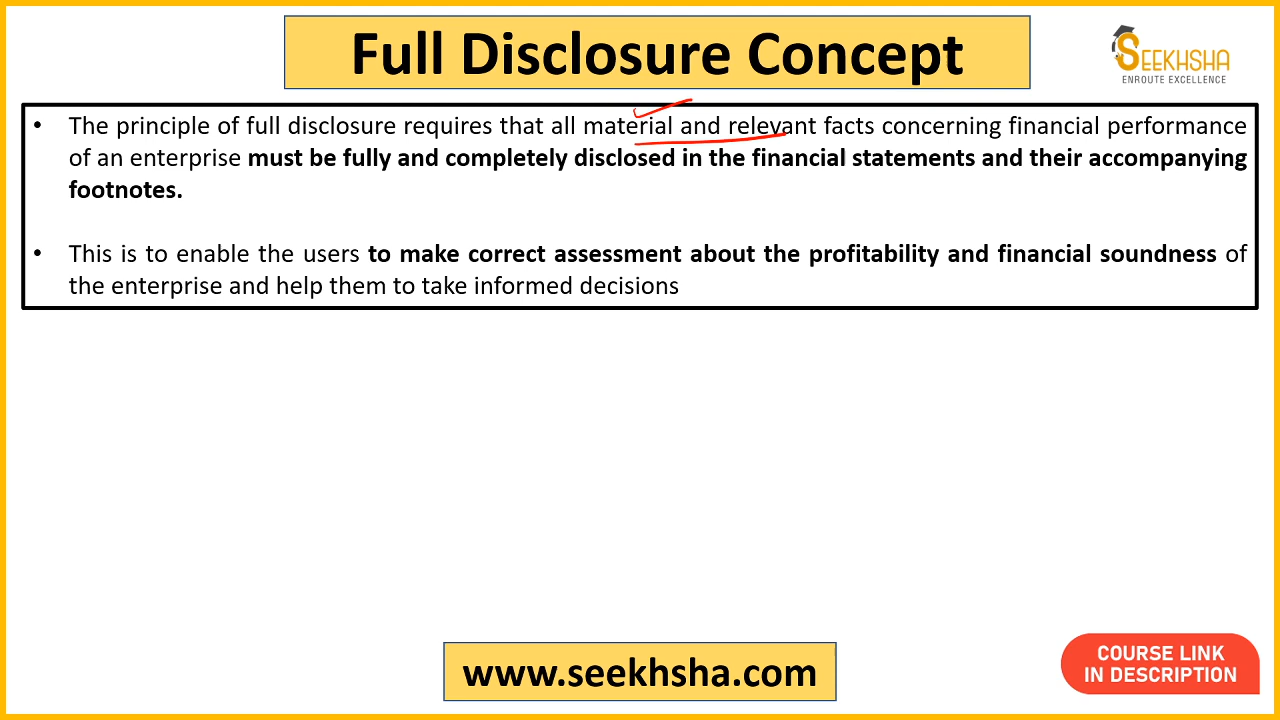 Full Disclosure Concept
SEEKHSHA
ENROUTE EXCELLENCE
• The principle of full disclosure requires that all material and relevant facts concerning financial performance
of an enterprise must be fully and completely disclosed in the financial statements and their accompanying
footnotes.
• This is to enable the users to make correct assessment about the profitability and financial soundness of
the enterprise and help them to take informed decisions
www.seekhsha.com
COURSE LINK
IN DESCRIPTION